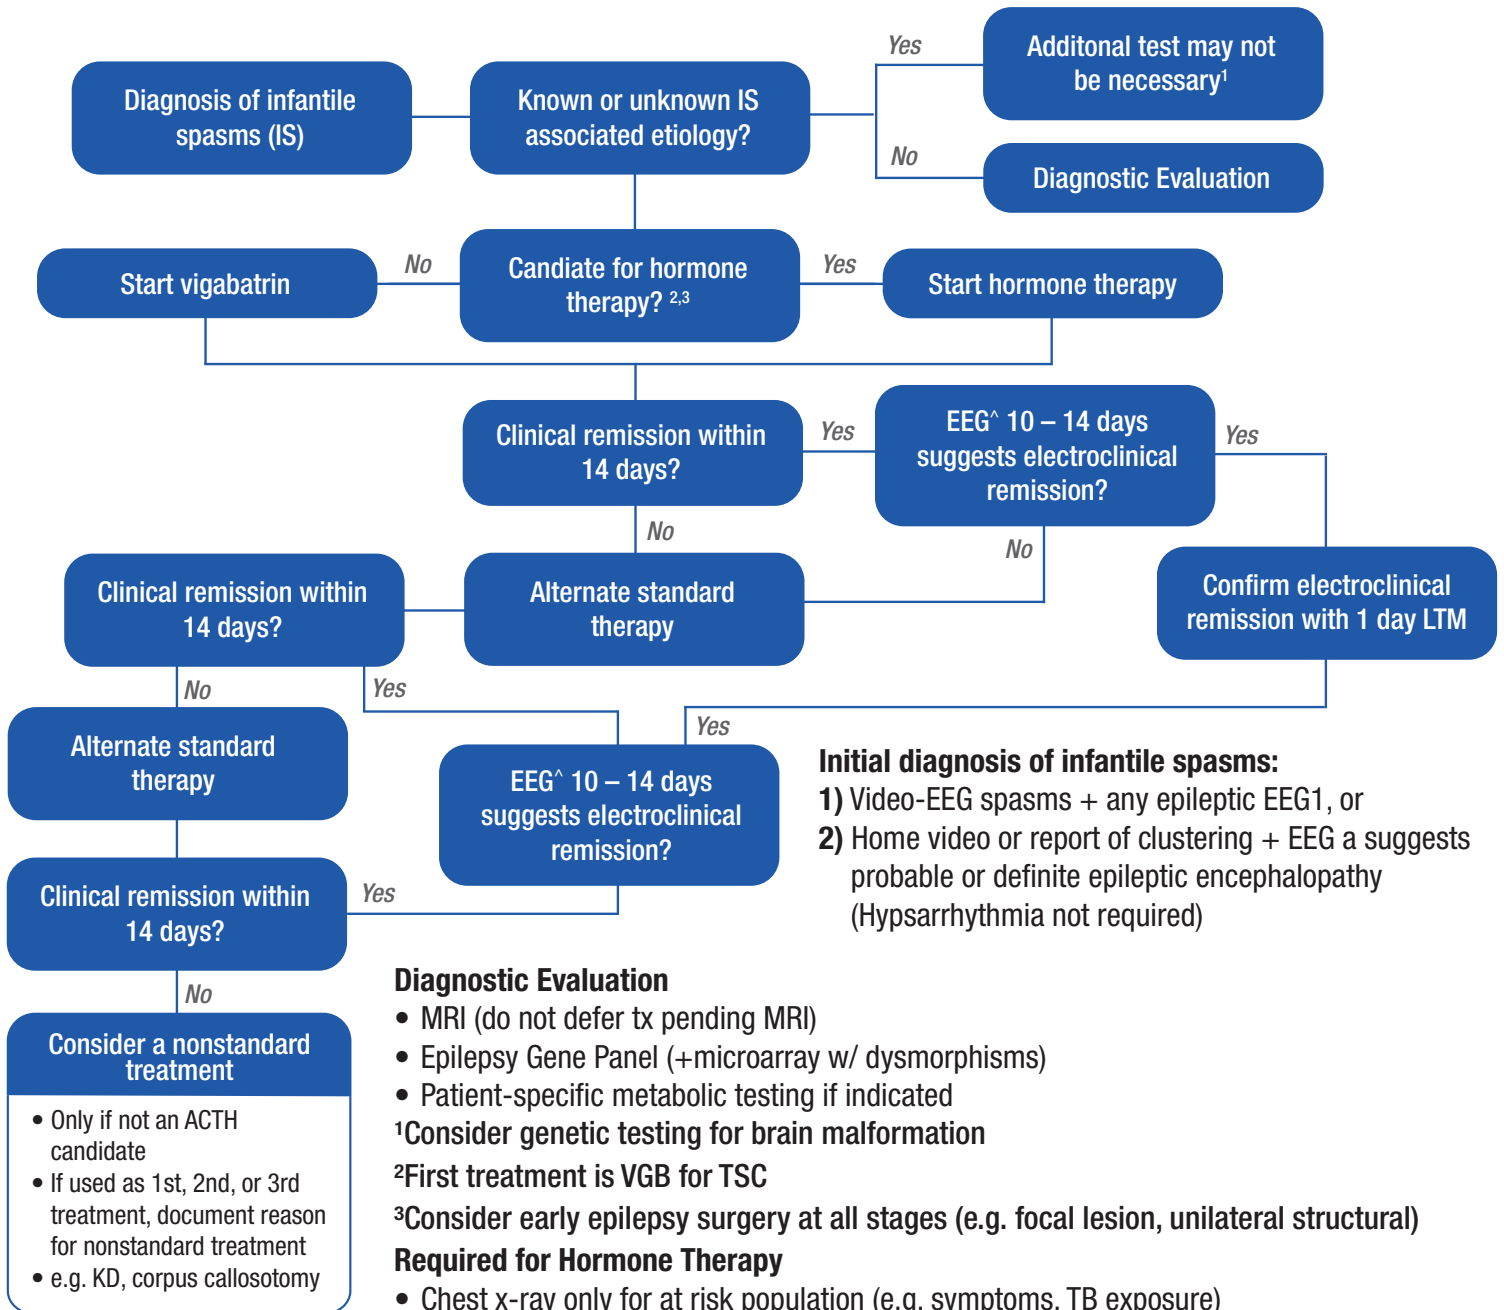 Diagnosis of infantile
spasms (IS)
Known or unknown IS
associated etiology?
Yes
Additonal test may not
be necessary¹
No
Diagnostic Evaluation
Start vigabatrin
No
Candiate for hormone
therapy? ²,³
Yes
Start hormone therapy
Clinical remission within
14 days?
Yes
EEG^ 10 – 14 days
suggests electroclinical
remission?
Yes
No
No
Clinical remission within
14 days?
Alternate standard
therapy
Confirm electroclinical
remission with 1 day LTM
No
Yes
Yes
Alternate standard
therapy
EEG^ 10 – 14 days
suggests electroclinical
remission?
Clinical remission within
14 days?
Yes
No
Consider a nonstandard
treatment
• Only if not an ACTH
candidate
• If used as 1st, 2nd, or 3rd
treatment, document reason
for nonstandard treatment
• e.g. KD, corpus callosotomy
Initial diagnosis of infantile spasms:
1) Video-EEG spasms + any epileptic EEG1, or
2) Home video or report of clustering + EEG a suggests
probable or definite epileptic encephalopathy
(Hypsarrhythmia not required)
Diagnostic Evaluation
• MRI (do not defer tx pending MRI)
• Epilepsy Gene Panel (+microarray w/ dysmorphisms)
• Patient-specific metabolic testing if indicated
¹Consider genetic testing for brain malformation
²First treatment is VGB for TSC
³Consider early epilepsy surgery at all stages (e.g. focal lesion, unilateral structural)
Required for Hormone Therapy
• Chest x-ray only for at risk population (e.g. symptoms, TB exposure)